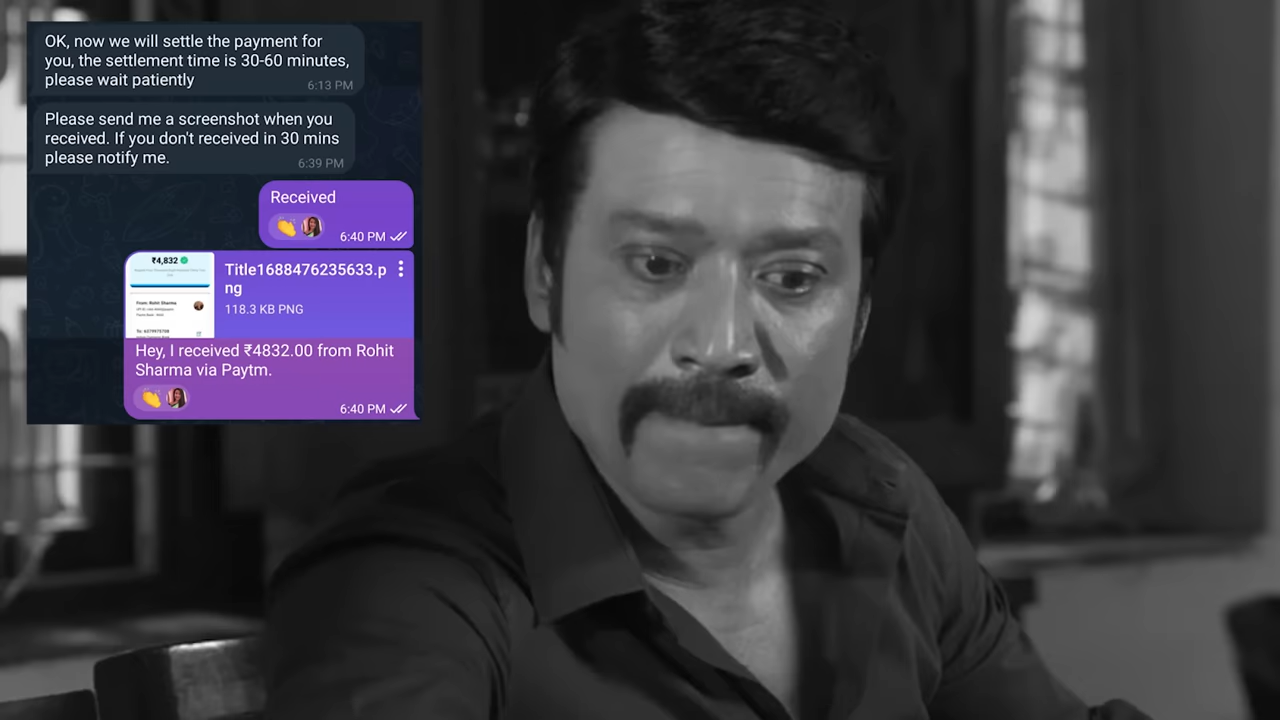 OK, now we will settle the payment for
you, the settlement time is 30-60 minutes,
please wait patiently
6:13 PM
Please send me a screenshot when you
received. If you don't received in 30 mins
please notify me.
6:39 PM
Received
6:40 PM
₹4,832
From: Rohit Sharma
Title1688476235633.p
ng
118.3 KB PNG
Hey, I received ₹4832.00 from Rohit
Sharma via Paytm.
6:40 PM